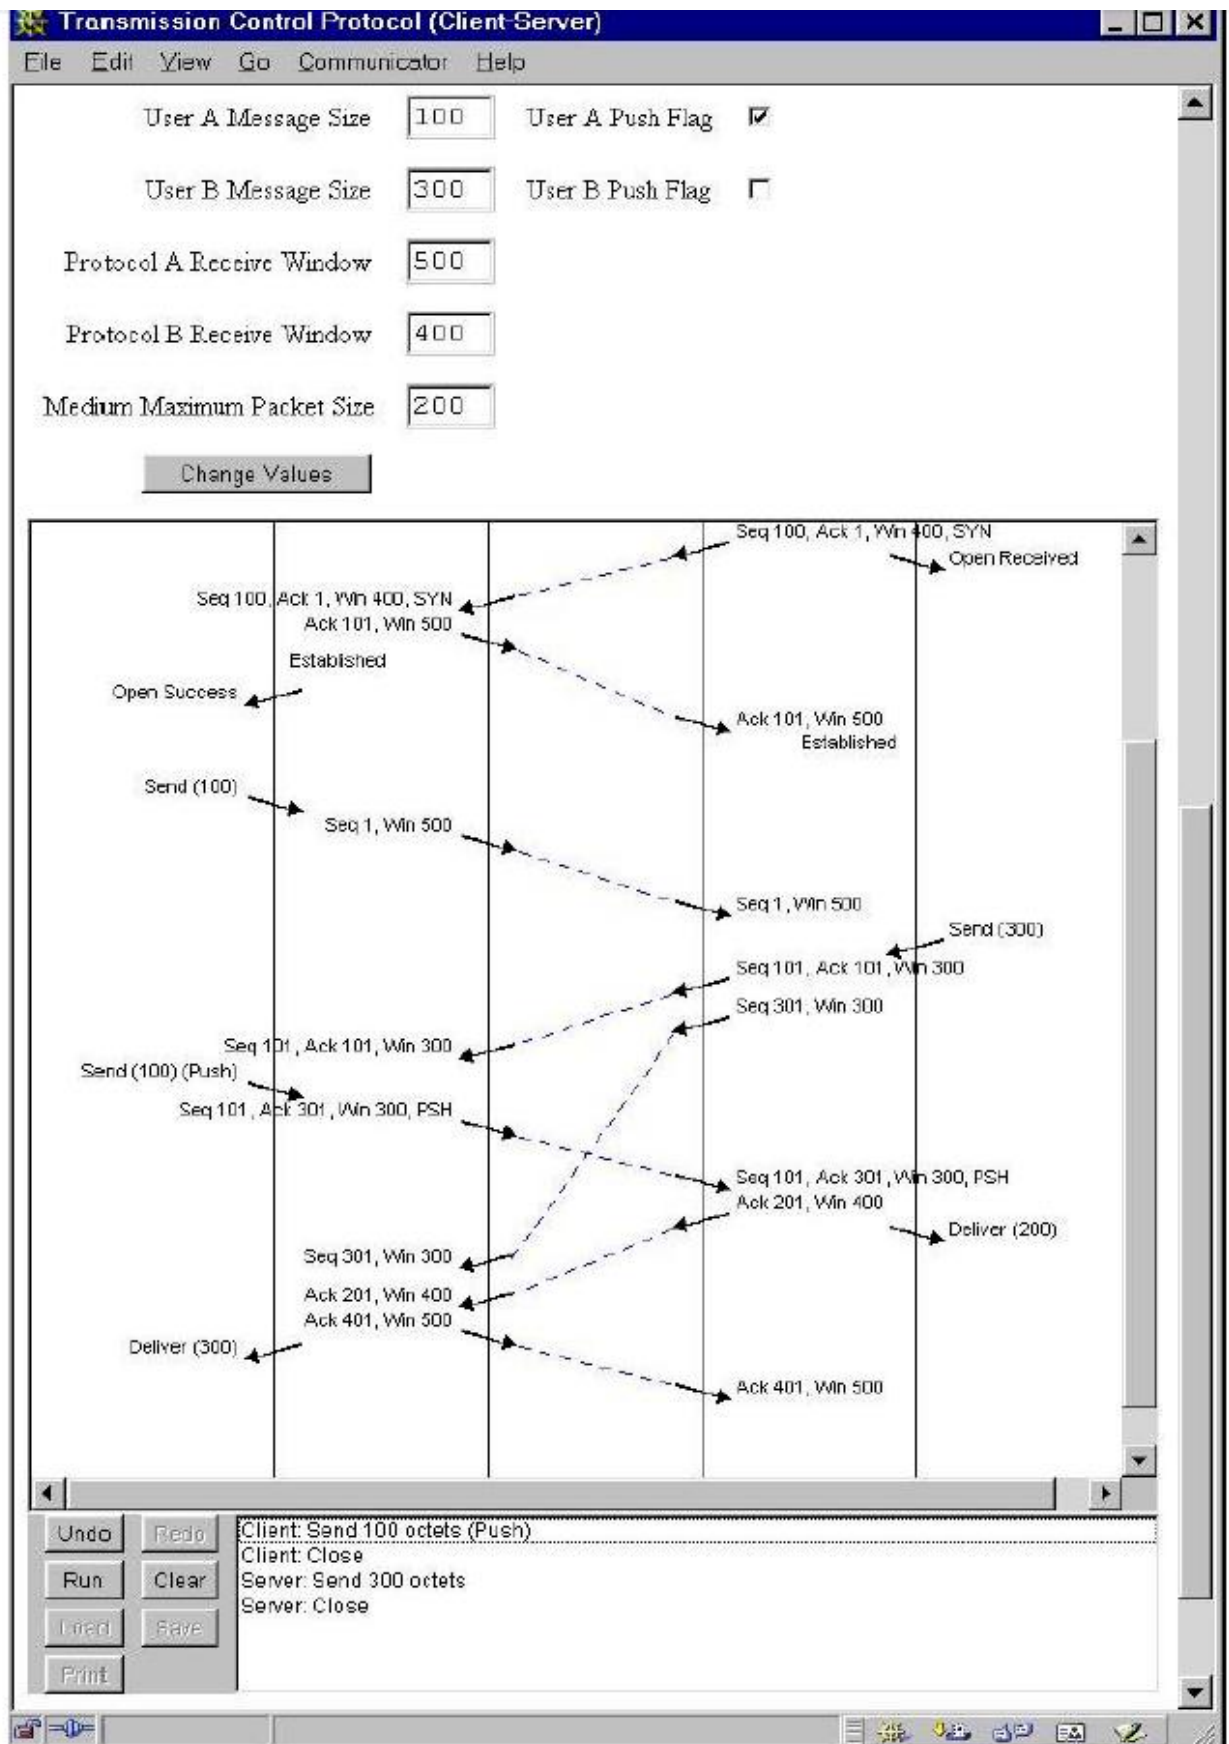 Transmission Control Protocol (Client-Server)
File Edit View Go Communicator Help
User A Message Size 100 User A Push Flag
User B Message Size 300 User B Push Flag
Protocol A Receive Window 500
Protocol B Receive Window 400
Medium Maximum Packet Size 200
Change Values
Seq 100, Ack 1, Win 400, SYN
Open Received
Seq 100, Ack 1, Win 400, SYN
Ack 101, Win 500
Established
Open Success
Ack 101, Win 500
Established
Send (100)
Seq 1, Win 500
Seq 1, Win 500
Send (300)
Seq 101, Ack 101, Win 300
Seq 301, Win 300
Seq 101, Ack 101, Win 300
Send (100) (Push)
Seq 101, Ack 301, Win 300, PSH
Seq 101, Ack 301, Win 300, PSH
Ack 201, Win 400
Deliver (200)
Seq 301, Win 300
Ack 201, Win 400
Ack 401, Win 500
Deliver (300)
Ack 401, Win 500
Undo Redo
Run Clear
Load Save
Print
Client: Send 100 octets (Push)
Client: Close
Server: Send 300 octets
Server: Close